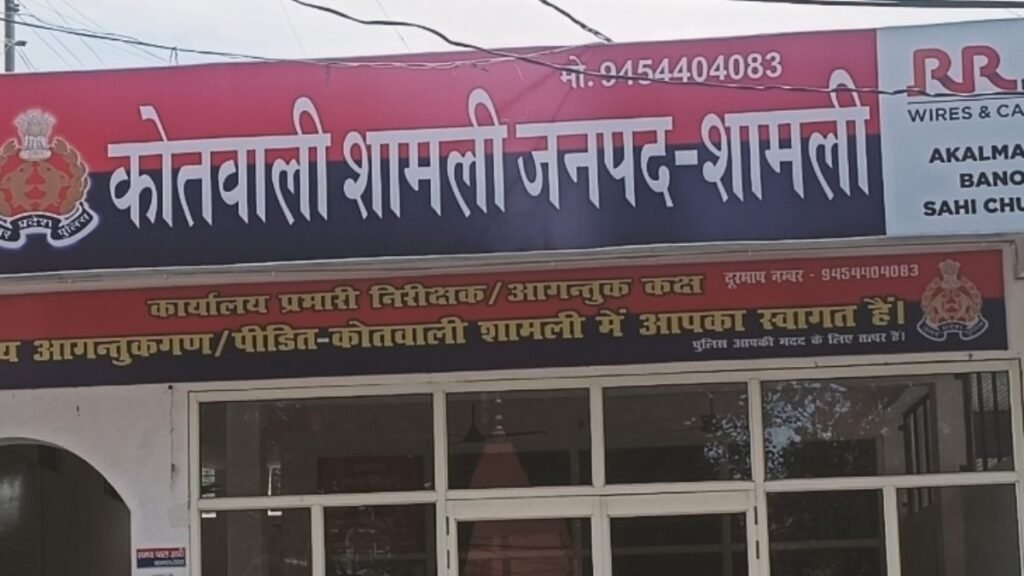 मो. 9454404083
कोतवाली शामली जनपद-शामली
प्रदेश पुलिस
RR
WIRES & CA
AKALMA
BANO
SAHI CHU
कार्यालय प्रभारी निरीक्षक/आगन्तुक कक्ष
दूरभाष नम्बर - 9454404083
य आगन्तुकगण/पीडित-कोतवाली शामली में आपका स्वागत हैं।
पुलिस आपकी मदद के लिए तत्पर हैं।